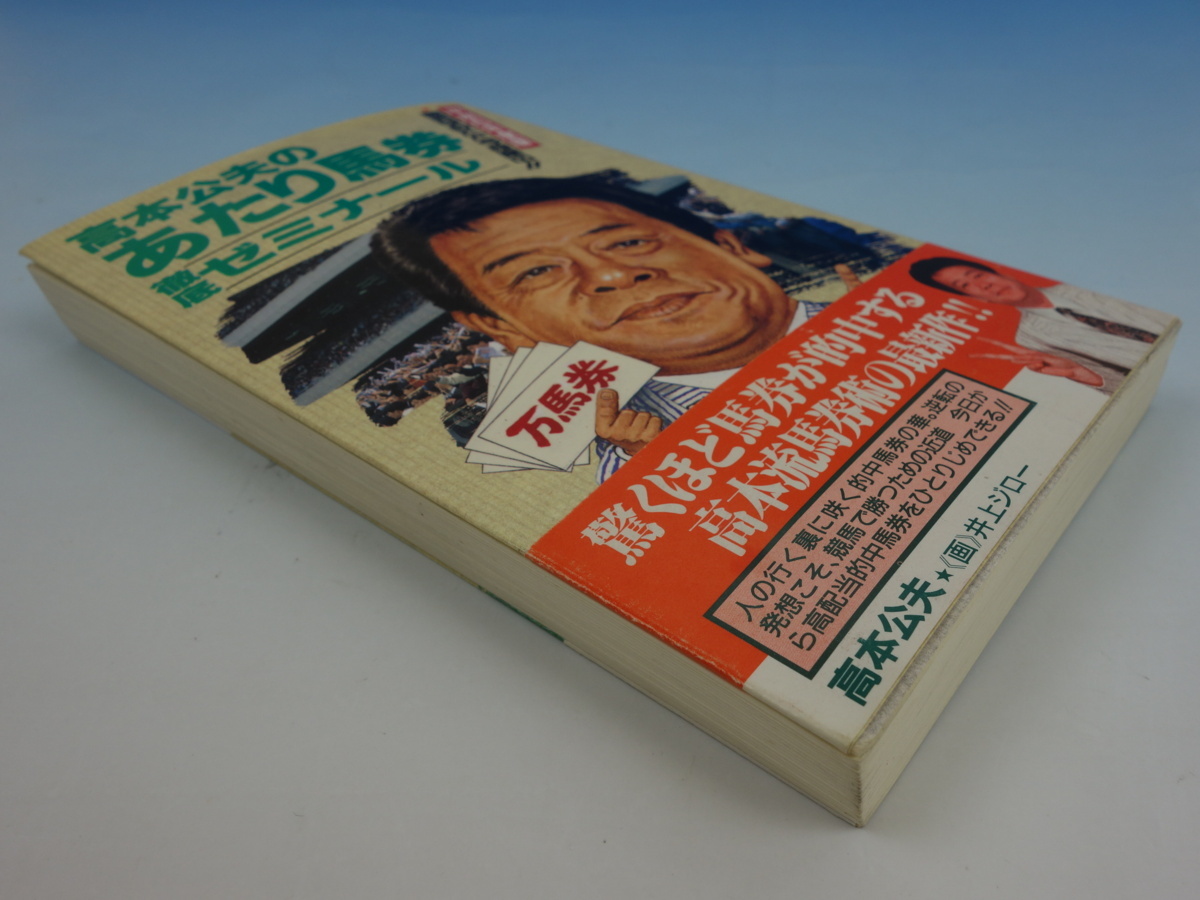 高本公夫の
あたり馬券
徹底ゼミナール
万馬券
驚くほど馬券が的中する
高本流馬券術の最新作!!
人の行く裏に咲く的中馬券の華。逆転の
発想こそ、競馬で勝つための近道 今日か
ら高配当的中馬券をひとりじめできる!!
高本公夫★《画》井上ジロー